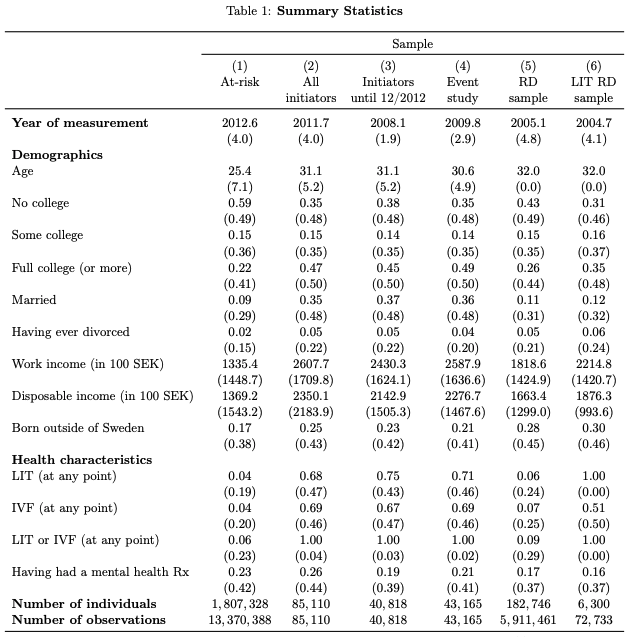 Table 1: Summary Statistics
Sample
(1) (2) (3) (4) (5) (6)
At-risk All Initiators Event RD LIT RD
initiators until 12/2012 study sample sample
Year of measurement 2012.6 2011.7 2008.1 2009.8 2005.1 2004.7
(4.0) (4.0) (1.9) (2.9) (4.8) (4.1)
Demographics
Age 25.4 31.1 31.1 30.6 32.0 32.0
(7.1) (5.2) (5.2) (4.9) (0.0) (0.0)
No college 0.59 0.35 0.38 0.35 0.43 0.31
(0.49) (0.48) (0.48) (0.48) (0.49) (0.46)
Some college 0.15 0.15 0.14 0.14 0.15 0.16
(0.36) (0.35) (0.35) (0.35) (0.35) (0.37)
Full college (or more) 0.22 0.47 0.45 0.49 0.26 0.35
(0.41) (0.50) (0.50) (0.50) (0.44) (0.48)
Married 0.09 0.35 0.37 0.36 0.11 0.12
(0.29) (0.48) (0.48) (0.48) (0.31) (0.32)
Having ever divorced 0.02 0.05 0.05 0.04 0.05 0.06
(0.15) (0.22) (0.22) (0.20) (0.21) (0.24)
Work income (in 100 SEK) 1335.4 2607.7 2430.3 2587.9 1818.6 2214.8
(1448.7) (1709.8) (1624.1) (1636.6) (1424.9) (1420.7)
Disposable income (in 100 SEK) 1369.2 2350.1 2142.9 2276.7 1663.4 1876.3
(1543.2) (2183.9) (1505.3) (1467.6) (1299.0) (993.6)
Born outside of Sweden 0.17 0.25 0.23 0.21 0.28 0.30
(0.38) (0.43) (0.42) (0.41) (0.45) (0.46)
Health characteristics
LIT (at any point) 0.04 0.68 0.75 0.71 0.06 1.00
(0.19) (0.47) (0.43) (0.46) (0.24) (0.00)
IVF (at any point) 0.04 0.69 0.67 0.69 0.07 0.51
(0.20) (0.46) (0.47) (0.46) (0.25) (0.50)
LIT or IVF (at any point) 0.06 1.00 1.00 1.00 0.09 1.00
(0.23) (0.04) (0.03) (0.02) (0.29) (0.00)
Having had a mental health Rx 0.23 0.26 0.19 0.21 0.17 0.16
(0.42) (0.44) (0.39) (0.41) (0.37) (0.37)
Number of individuals 1,807,328 85,110 40,818 43,165 182,746 6,300
Number of observations 13,370,388 85,110 40,818 43,165 5,911,461 72,733